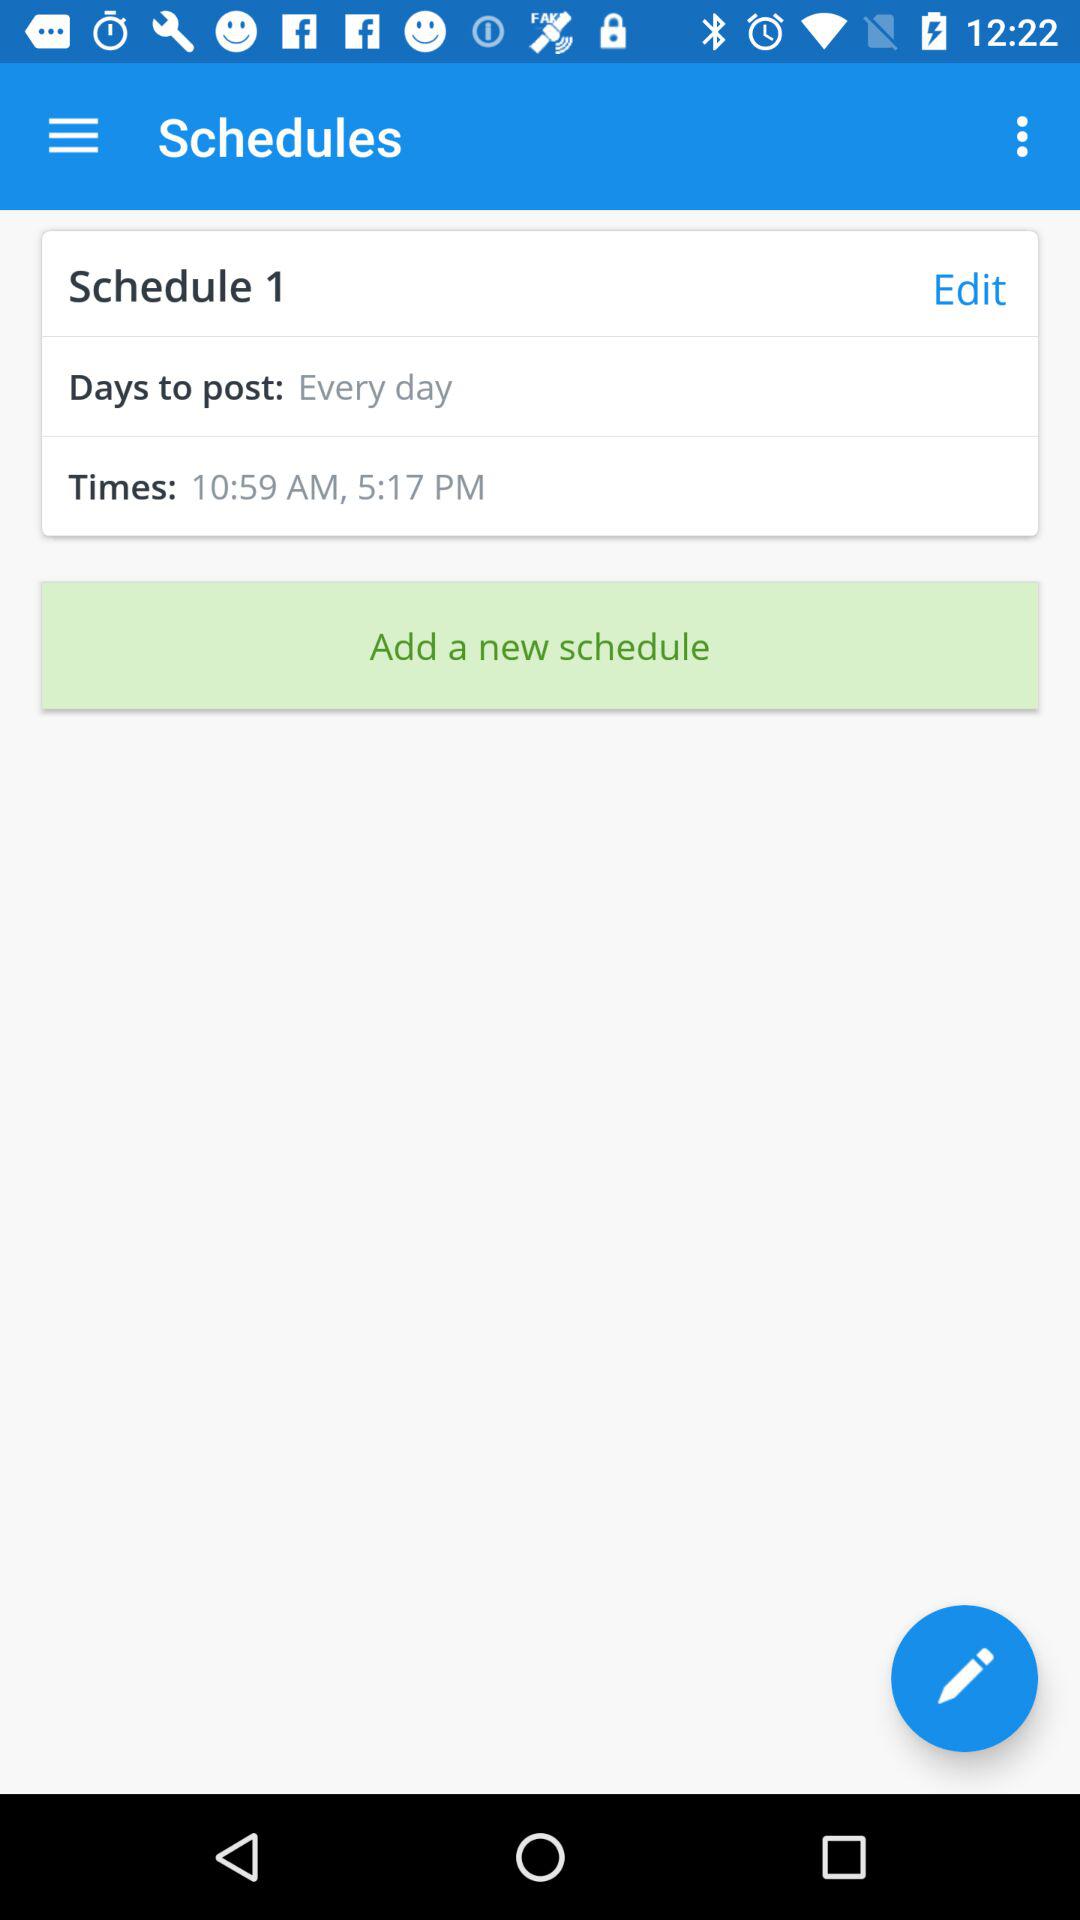 FAKE 12:22
Schedules
Schedule 1 Edit
Days to post: Every day
Times: 10:59 AM, 5:17 PM
Add a new schedule